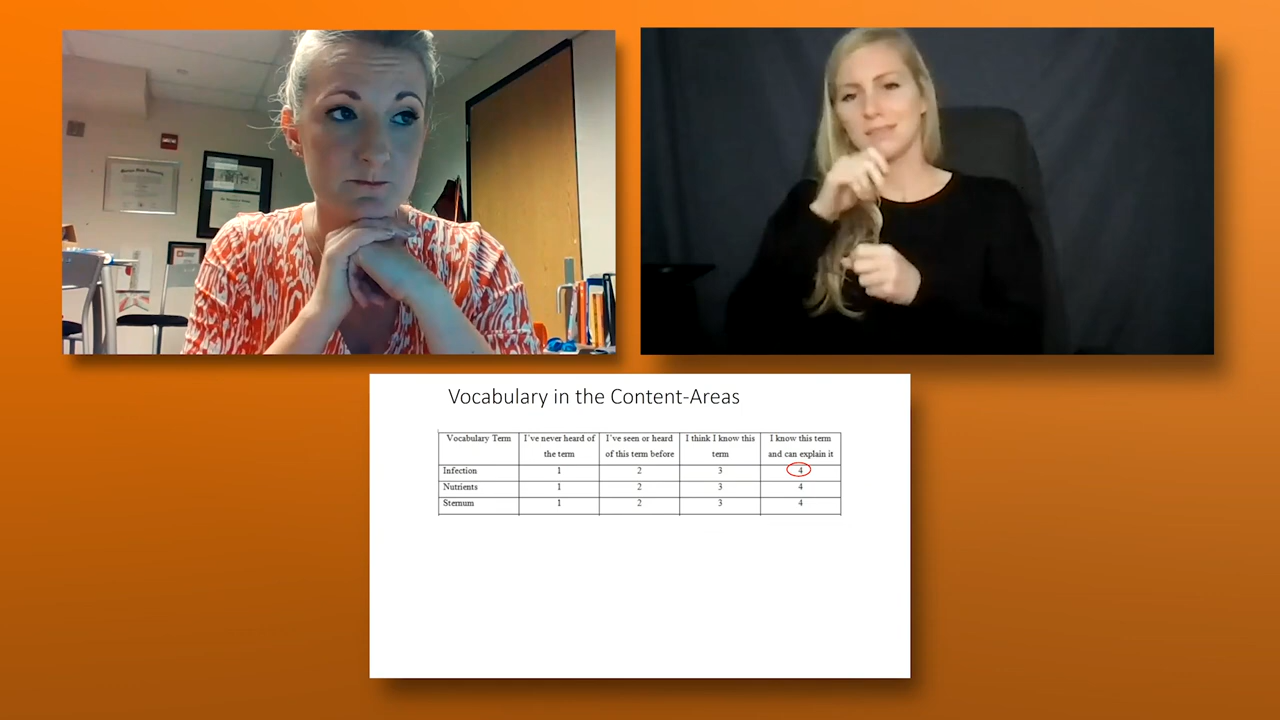 Vocabulary in the Content-Areas
Vocabulary Term I've never heard of the term I've seen or heard of this term before I think I know this term I know this term and can explain it
Infection 1 2 3 4
Nutrients 1 2 3 4
Sternum 1 2 3 4